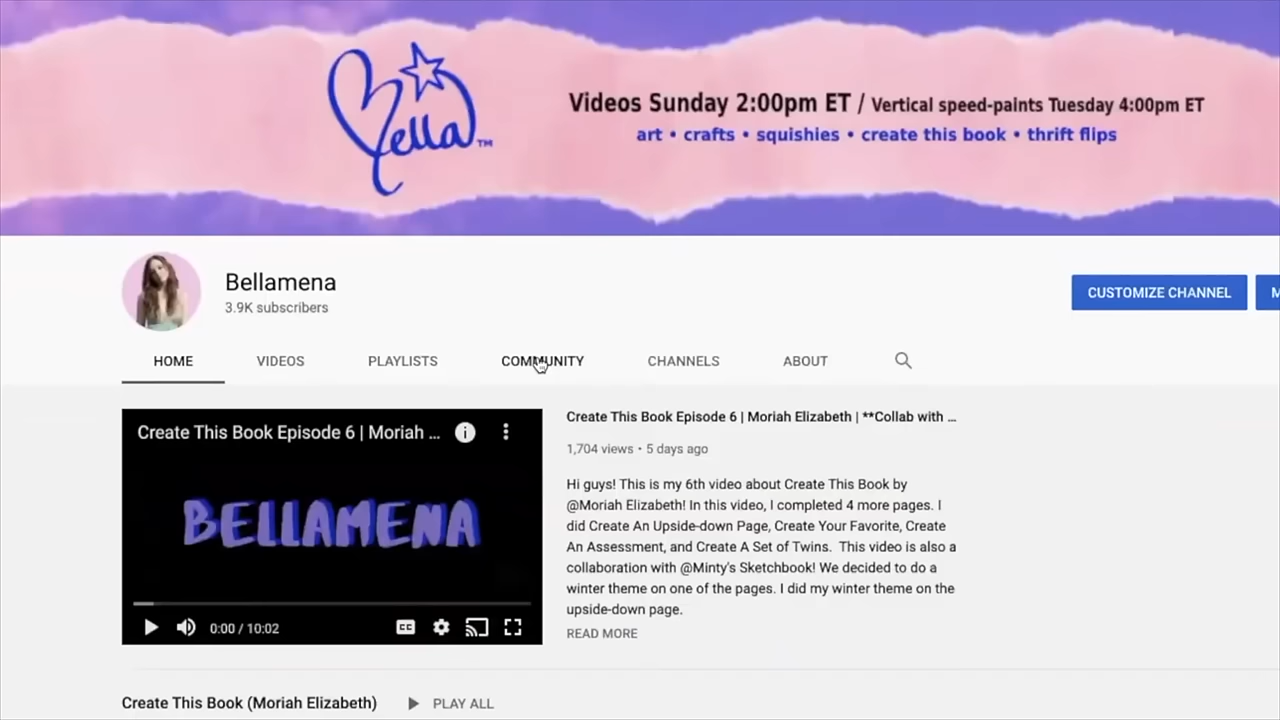 Bella™
Videos Sunday 2:00pm ET / Vertical speed-paints Tuesday 4:00pm ET
art • crafts • squishies • create this book • thrift flips
Bellamena
3.9K subscribers
CUSTOMIZE CHANNEL
M
HOME
VIDEOS
PLAYLISTS
COMMUNITY
CHANNELS
ABOUT
Create This Book Episode 6 | Moriah ...
BELLAMENA
0:00 / 10:02
CC
Create This Book Episode 6 | Moriah Elizabeth | **Collab with ...
1,704 views • 5 days ago
Hi guys! This is my 6th video about Create This Book by
@Moriah Elizabeth! In this video, I completed 4 more pages. I
did Create An Upside-down Page, Create Your Favorite, Create
An Assessment, and Create A Set of Twins. This video is also a
collaboration with @Minty's Sketchbook! We decided to do a
winter theme on one of the pages. I did my winter theme on the
upside-down page.
READ MORE
Create This Book (Moriah Elizabeth)
PLAY ALL